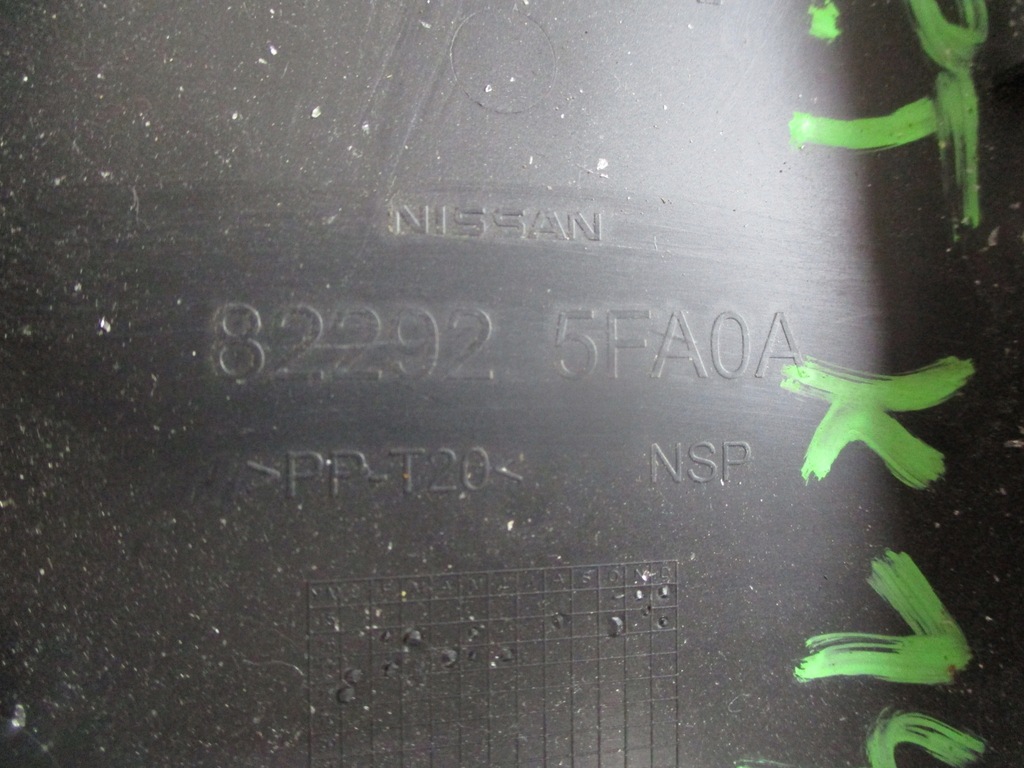 NISSAN
82292 5FA0A
>PP-T20< NSP